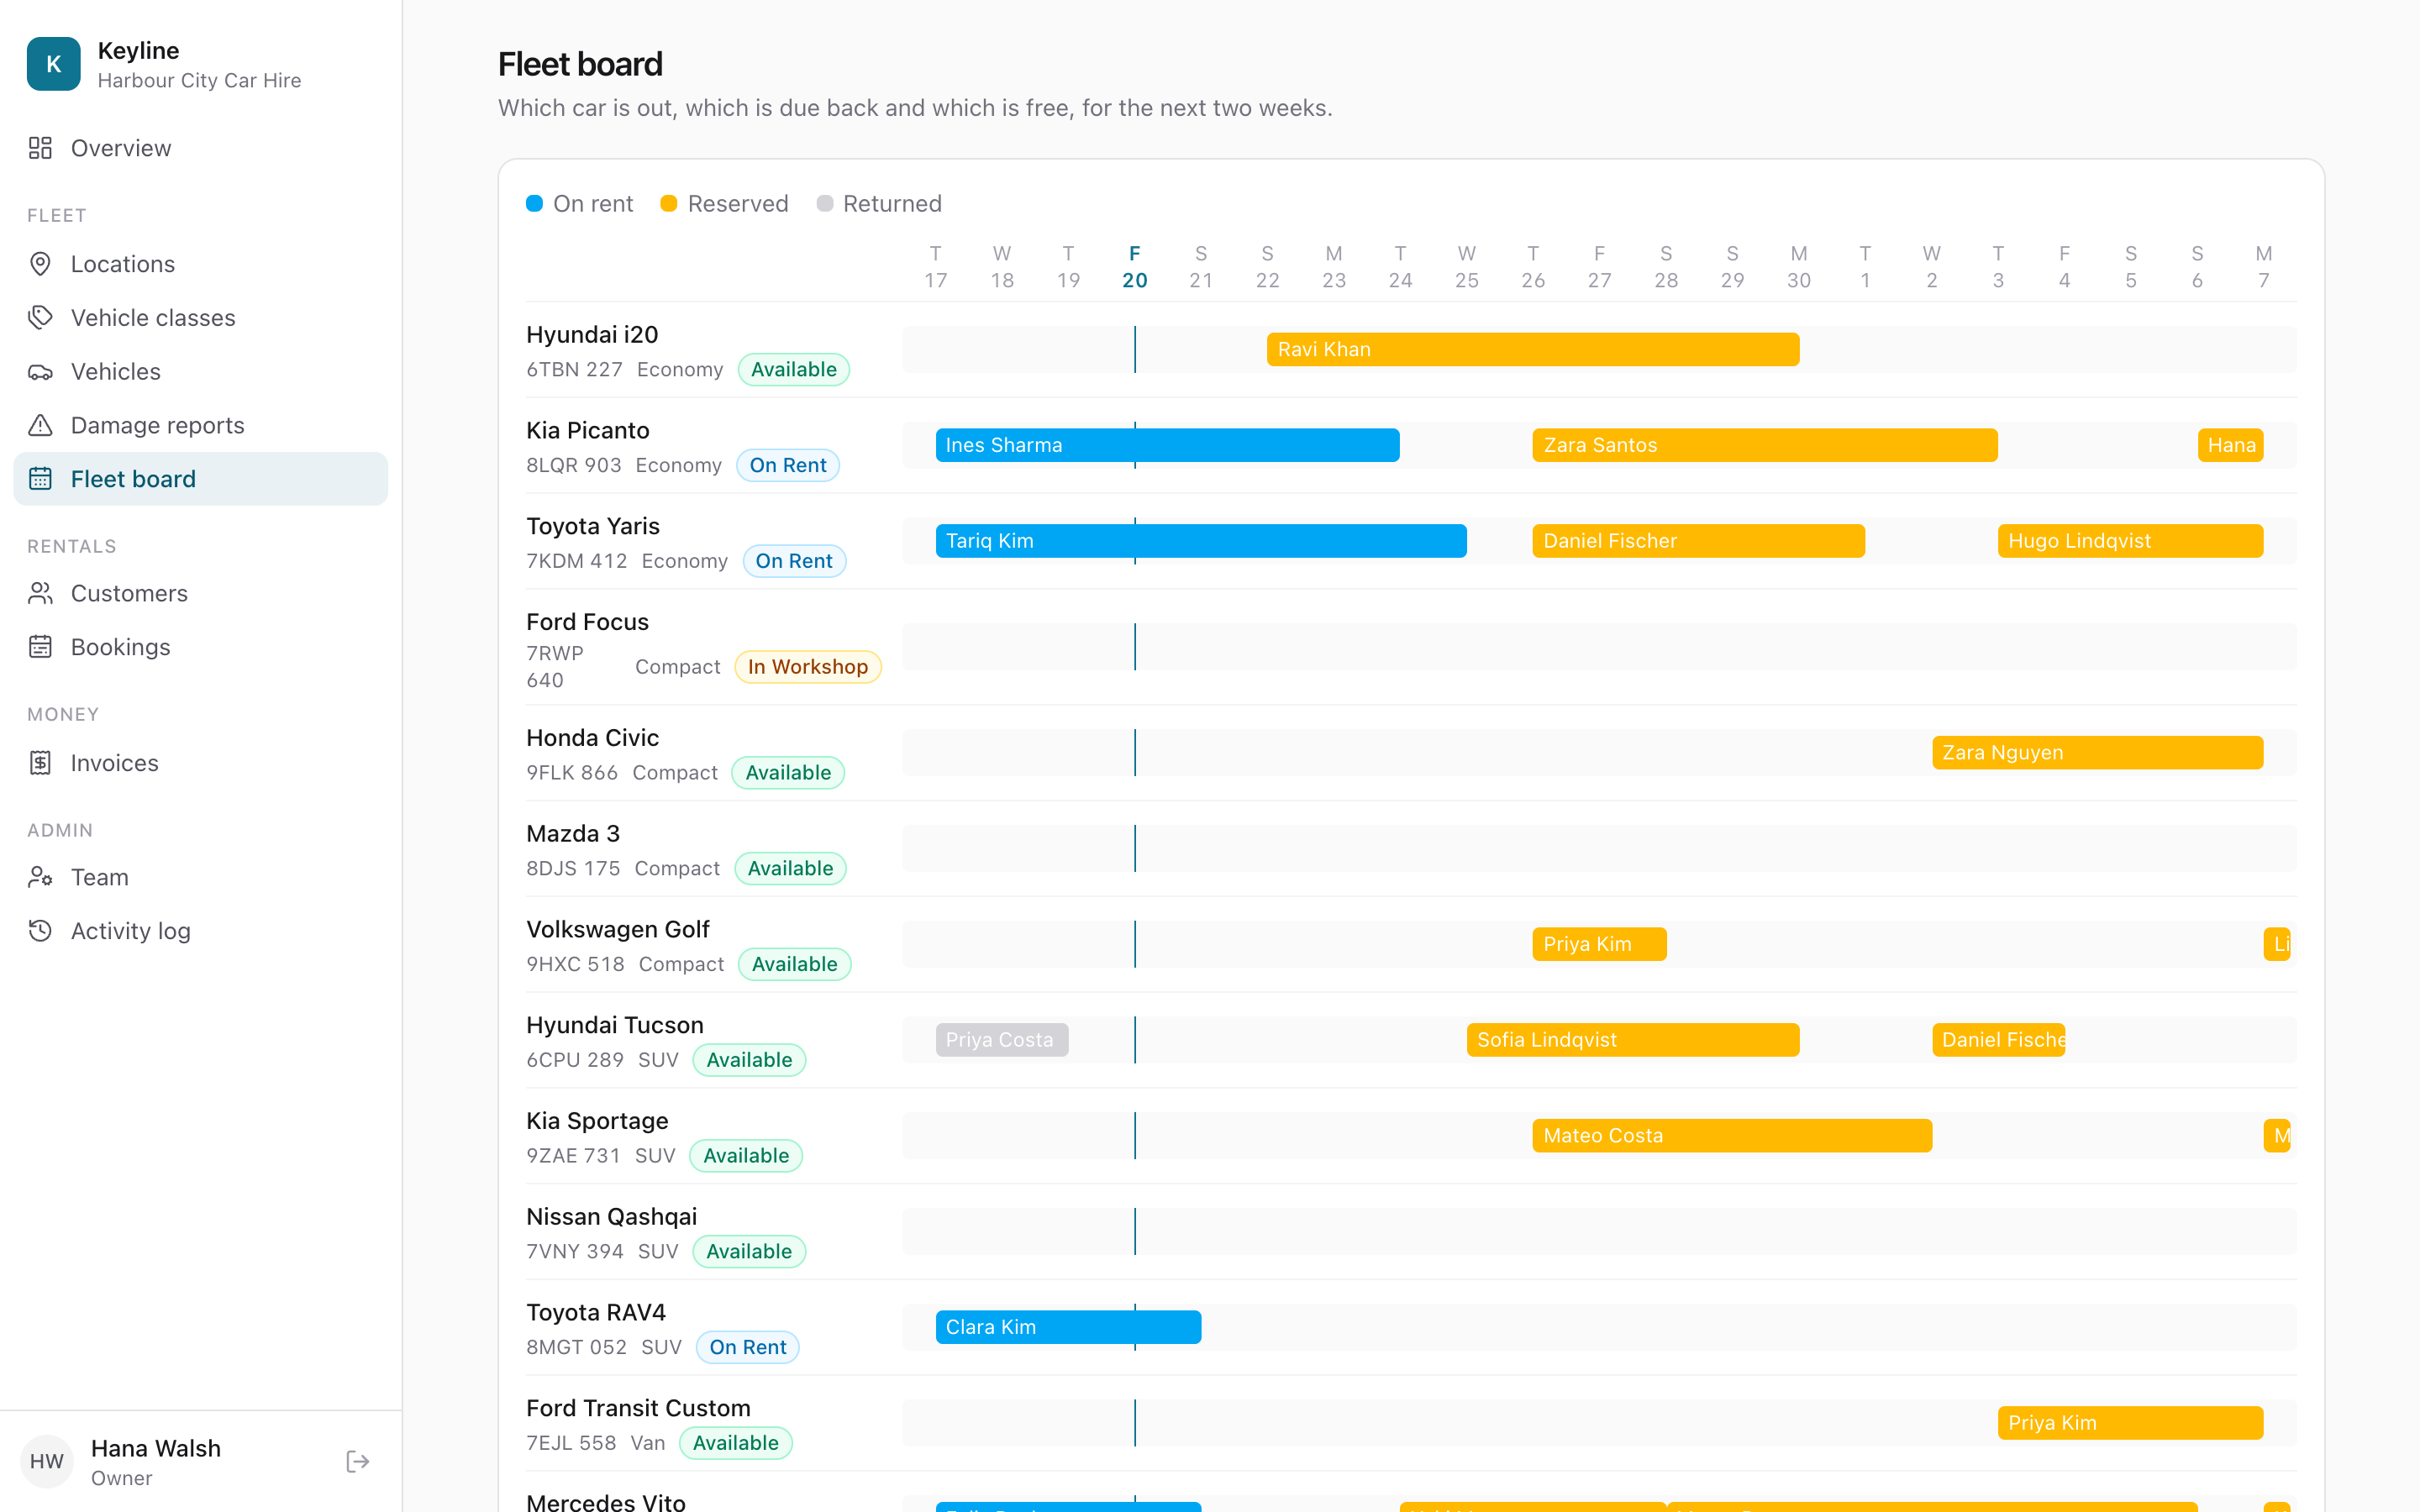 K
Keyline
Harbour City Car Hire
Overview
FLEET
Locations
Vehicle classes
Vehicles
Damage reports
Fleet board
RENTALS
Customers
Bookings
MONEY
Invoices
ADMIN
Team
Activity log
HW
Hana Walsh
Owner
Fleet board
Which car is out, which is due back and which is free, for the next two weeks.
On rent Reserved Returned
T W T F S S M T W T F S S M T W T F S S M
17 18 19 20 21 22 23 24 25 26 27 28 29 30 1 2 3 4 5 6 7
Hyundai i20
6TBN 227 Economy Available
Ravi Khan
Kia Picanto
8LQR 903 Economy On Rent
Ines Sharma Zara Santos Hana
Toyota Yaris
7KDM 412 Economy On Rent
Tariq Kim Daniel Fischer Hugo Lindqvist
Ford Focus
7RWP
640
Compact In Workshop
Honda Civic
9FLK 866 Compact Available
Zara Nguyen
Mazda 3
8DJS 175 Compact Available
Volkswagen Golf
9HXC 518 Compact Available
Priya Kim Li
Hyundai Tucson
6CPU 289 SUV Available
Priya Costa Sofia Lindqvist Daniel Fische
Kia Sportage
9ZAE 731 SUV Available
Mateo Costa M
Nissan Qashqai
7VNY 394 SUV Available
Toyota RAV4
8MGT 052 SUV On Rent
Clara Kim
Ford Transit Custom
7EJL 558 Van Available
Priya Kim
Mercedes Vito